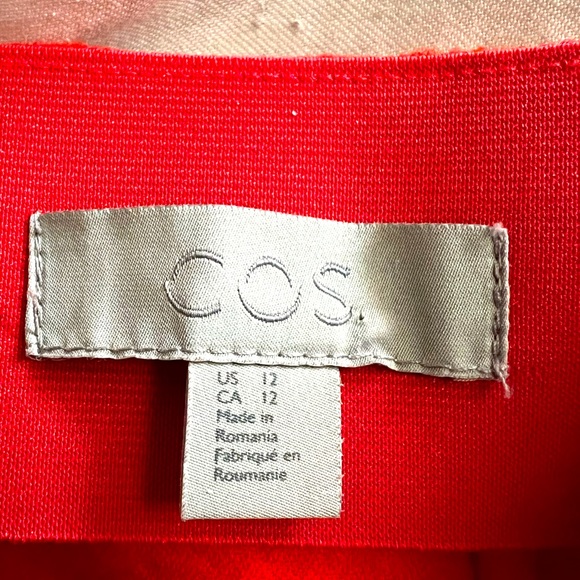 COS
US 12
CA 12
Made in
Romania
Fabriqué en
Roumanie